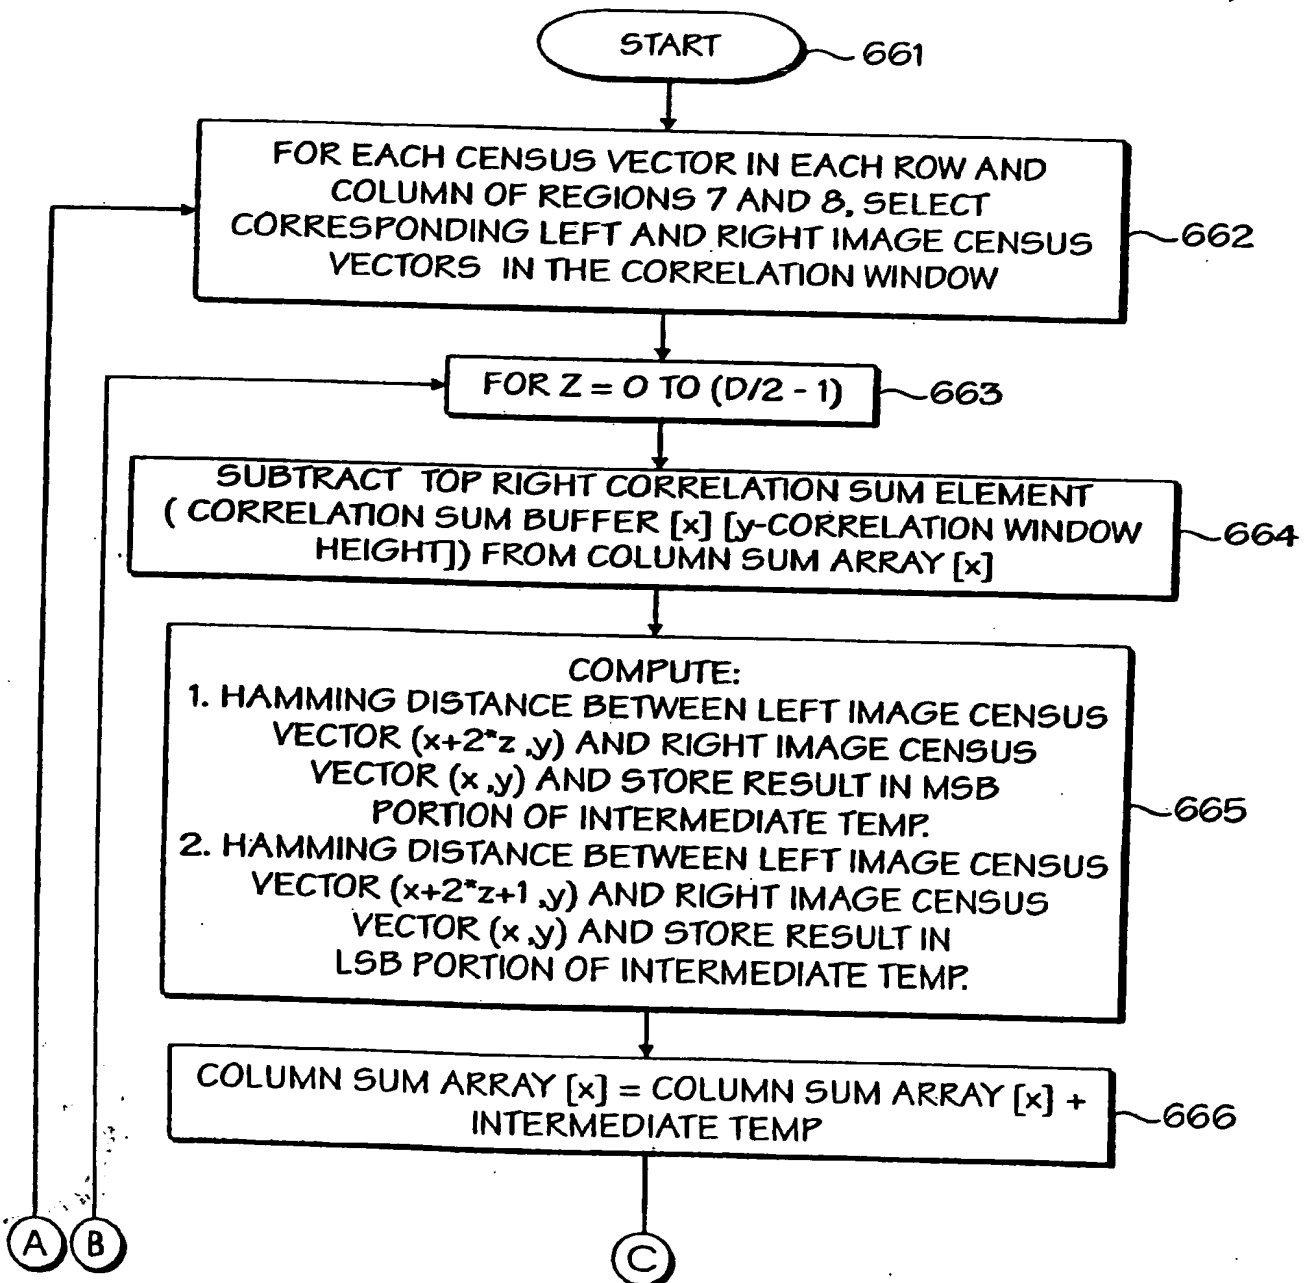 START
661
FOR EACH CENSUS VECTOR IN EACH ROW AND
COLUMN OF REGIONS 7 AND 8, SELECT
CORRESPONDING LEFT AND RIGHT IMAGE CENSUS
VECTORS IN THE CORRELATION WINDOW
662
FOR Z = 0 TO (D/2 - 1)
663
SUBTRACT TOP RIGHT CORRELATION SUM ELEMENT
( CORRELATION SUM BUFFER [x] [y-CORRELATION WINDOW
HEIGHT]) FROM COLUMN SUM ARRAY [x]
664
COMPUTE:
1. HAMMING DISTANCE BETWEEN LEFT IMAGE CENSUS
VECTOR (x+2*z ,y) AND RIGHT IMAGE CENSUS
VECTOR (x ,y) AND STORE RESULT IN MSB
PORTION OF INTERMEDIATE TEMP.
2. HAMMING DISTANCE BETWEEN LEFT IMAGE CENSUS
VECTOR (x+2*z+1 ,y) AND RIGHT IMAGE CENSUS
VECTOR (x ,y) AND STORE RESULT IN
LSB PORTION OF INTERMEDIATE TEMP.
665
COLUMN SUM ARRAY [x] = COLUMN SUM ARRAY [x] +
INTERMEDIATE TEMP
666
A B
C